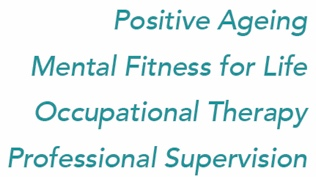 Positive Ageing
Mental Fitness for Life
Occupational Therapy
Professional Supervision